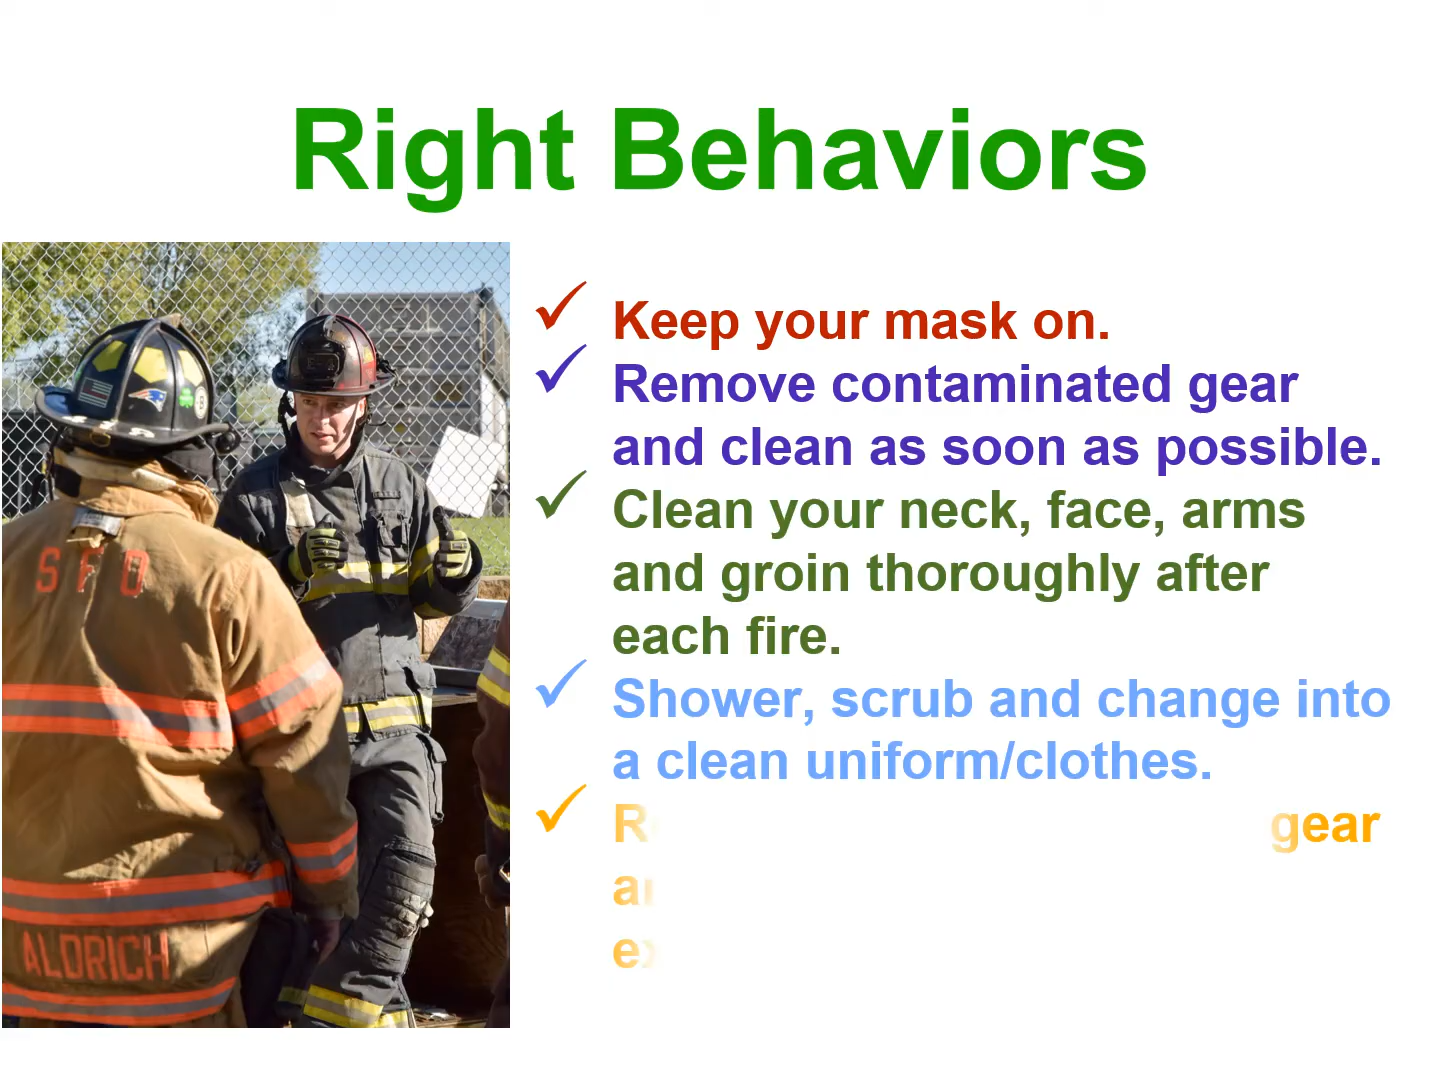 Right Behaviors
Keep your mask on.
Remove contaminated gear
and clean as soon as possible.
Clean your neck, face, arms
and groin thoroughly after
each fire.
Shower, scrub and change into
a clean uniform/clothes.
gear
SFD
ALDRICH